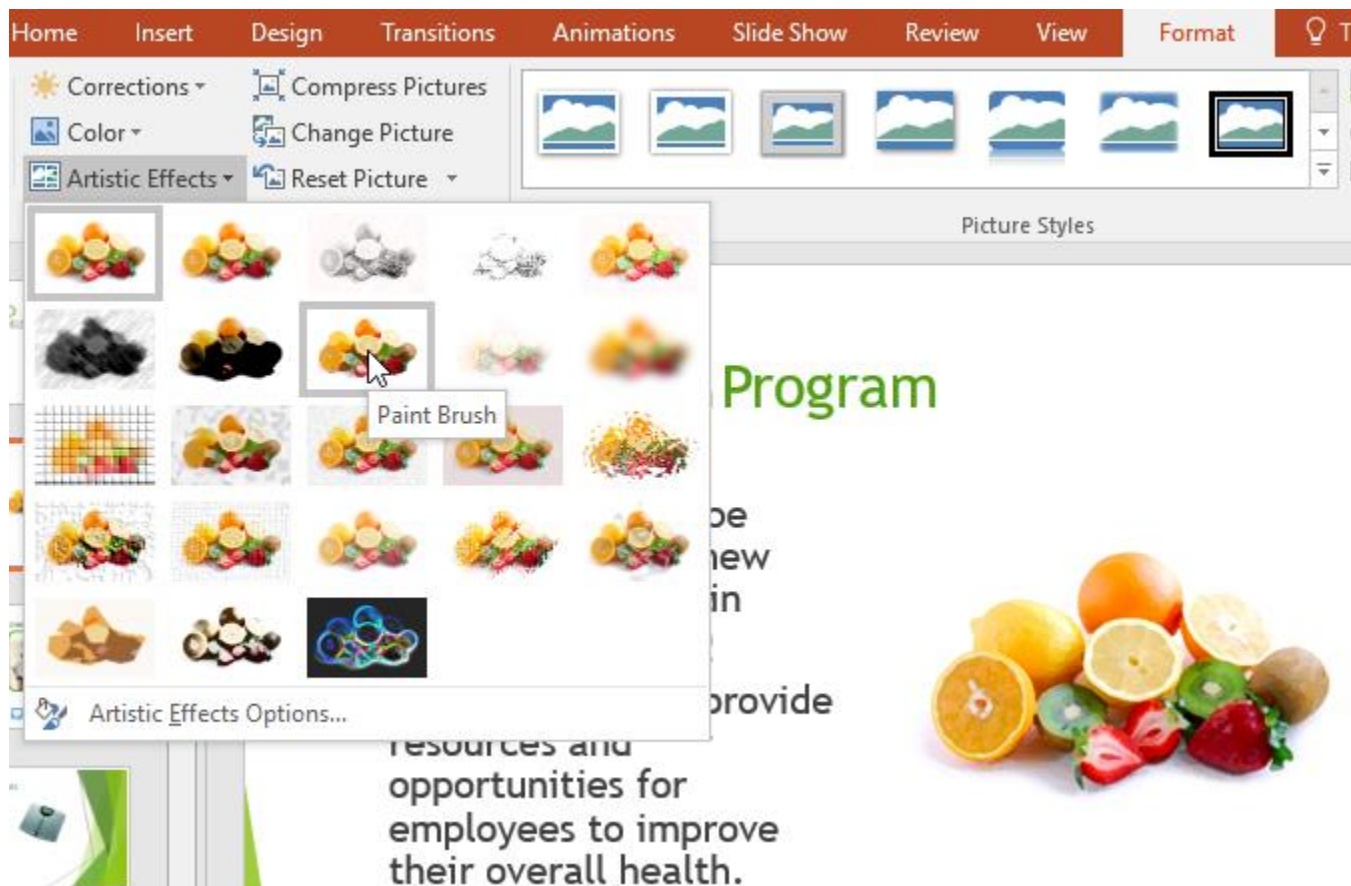 Home Insert Design Transitions Animations Slide Show Review View Format
Corrections Compress Pictures
Color Change Picture
Artistic Effects Reset Picture
Picture Styles
Program
Paint Brush
be
new
in
provide
Artistic Effects Options...
resources and
opportunities for
employees to improve
their overall health.